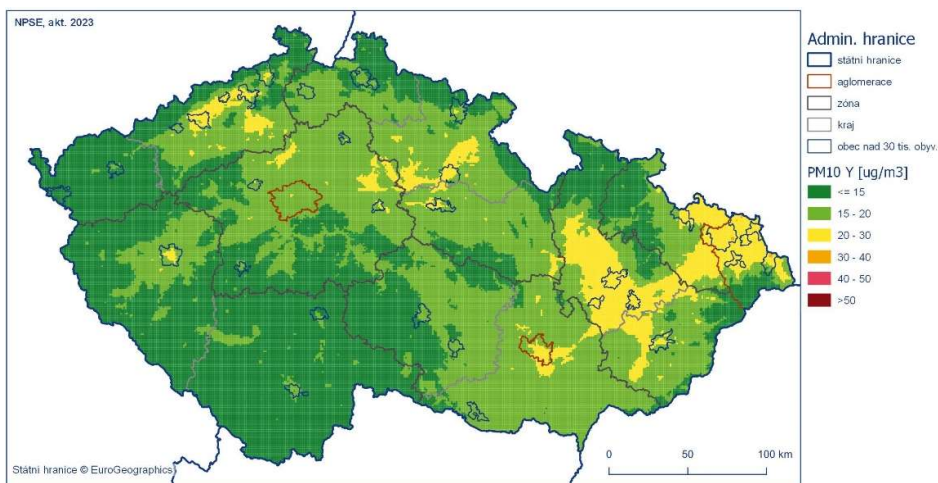 NPSE, akt. 2023
Admin. hranice
státní hranice
aglomerace
zóna
kraj
obec nad 30 tis. obyv.
PM10 Y [ug/m3]
<= 15
15 - 20
20 - 30
30 - 40
40 - 50
>50
Státní hranice © EuroGeographics
0 50 100 km